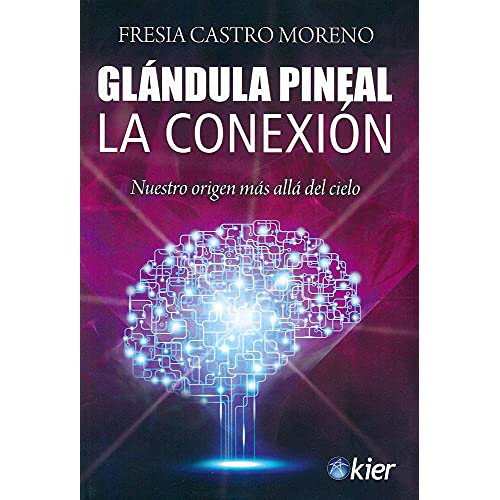 FRESIA CASTRO MORENO
GLÁNDULA PINEAL
LA CONEXIÓN
Nuestro origen más allá del cielo
kier